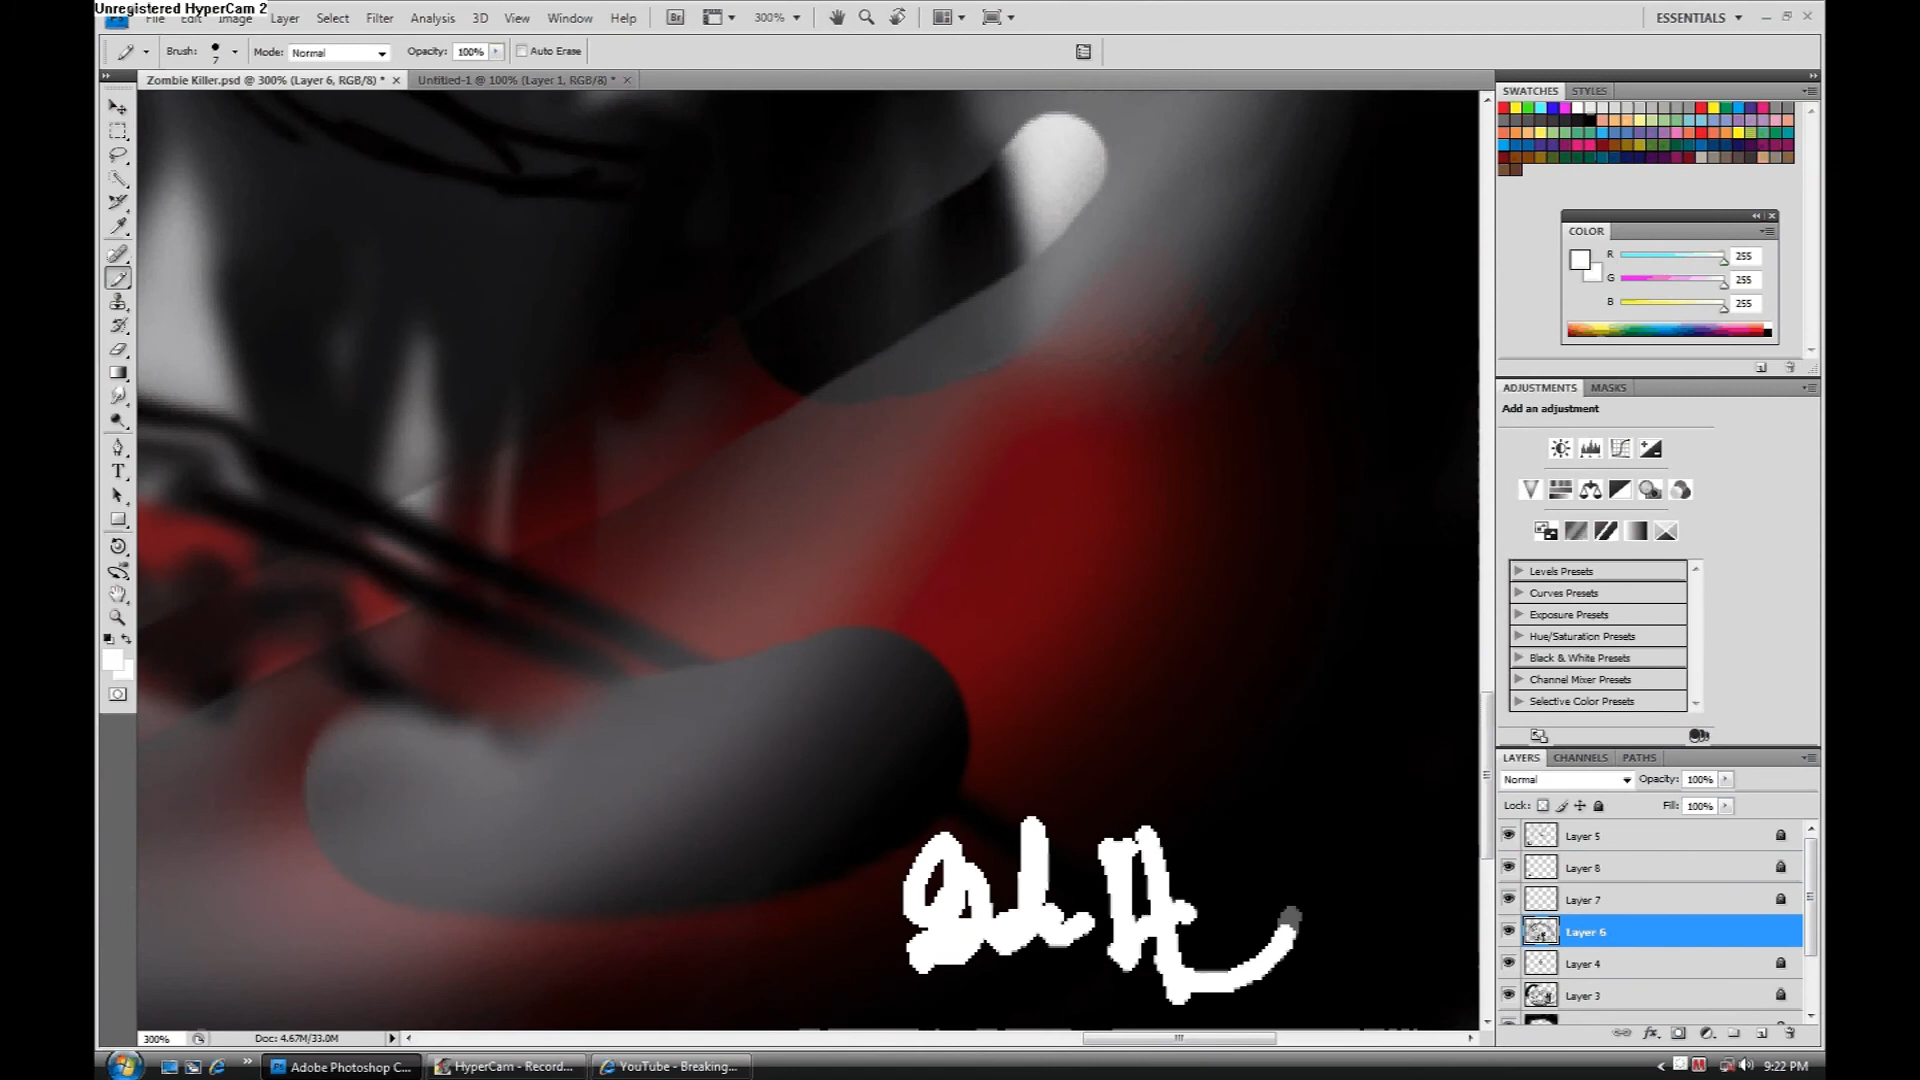 Unregistered HyperCam 2
File Edit Image Layer Select Filter Analysis 3D View Window Help Br 300% ESSENTIALS
Brush: 7 Mode: Normal Opacity: 100% Auto Erase
Zombie Killer.psd @ 300% (Layer 6, RGB/8) * Untitled-1 @ 100% (Layer 1, RGB/8) *
SWATCHES STYLES
COLOR
R 255
G 255
B 255
ADJUSTMENTS MASKS
Add an adjustment
Levels Presets
Curves Presets
Exposure Presets
Hue/Saturation Presets
Black & White Presets
Channel Mixer Presets
Selective Color Presets
LAYERS CHANNELS PATHS
Normal Opacity: 100%
Lock: Fill: 100%
Layer 5
Layer 8
Layer 7
Layer 6
Layer 4
Layer 3
300% Doc: 4.67M/33.0M
Adobe Photoshop C... HyperCam - Record... YouTube - Breaking... 9:22 PM